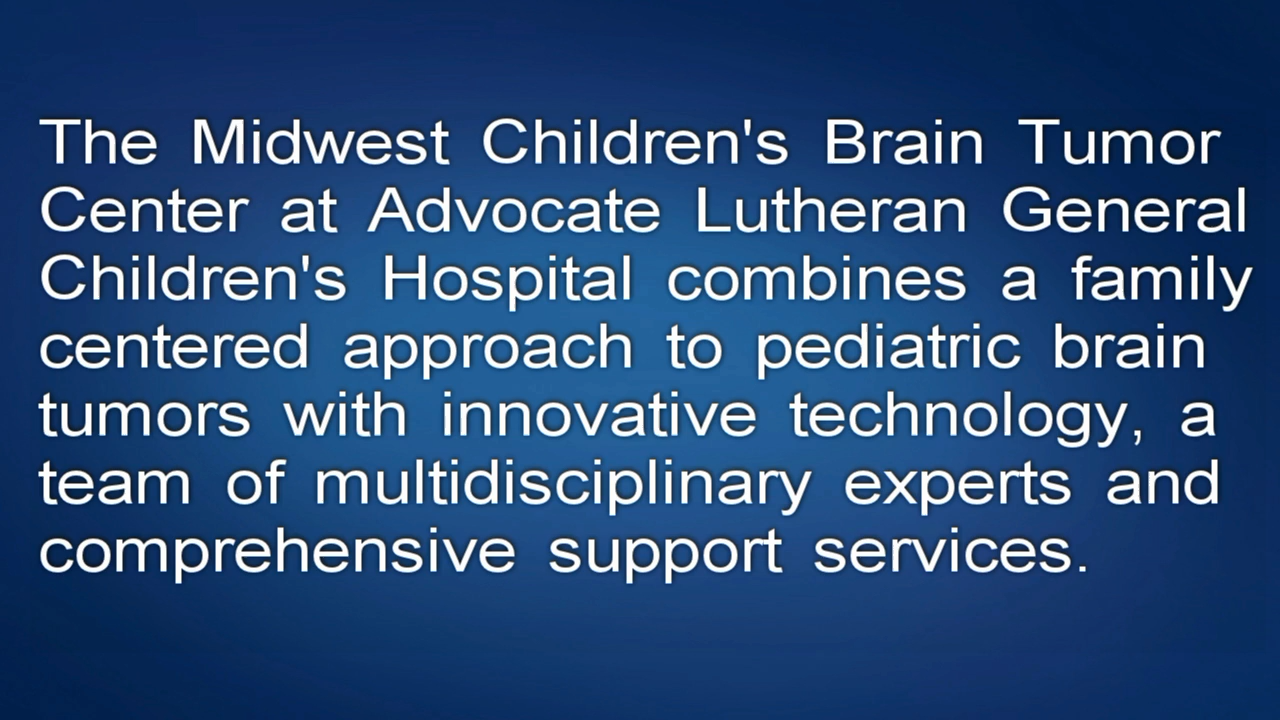 The Midwest Children's Brain Tumor
Center at Advocate Lutheran General
Children's Hospital combines a family
centered approach to pediatric brain
tumors with innovative technology, a
team of multidisciplinary experts and
comprehensive support services.